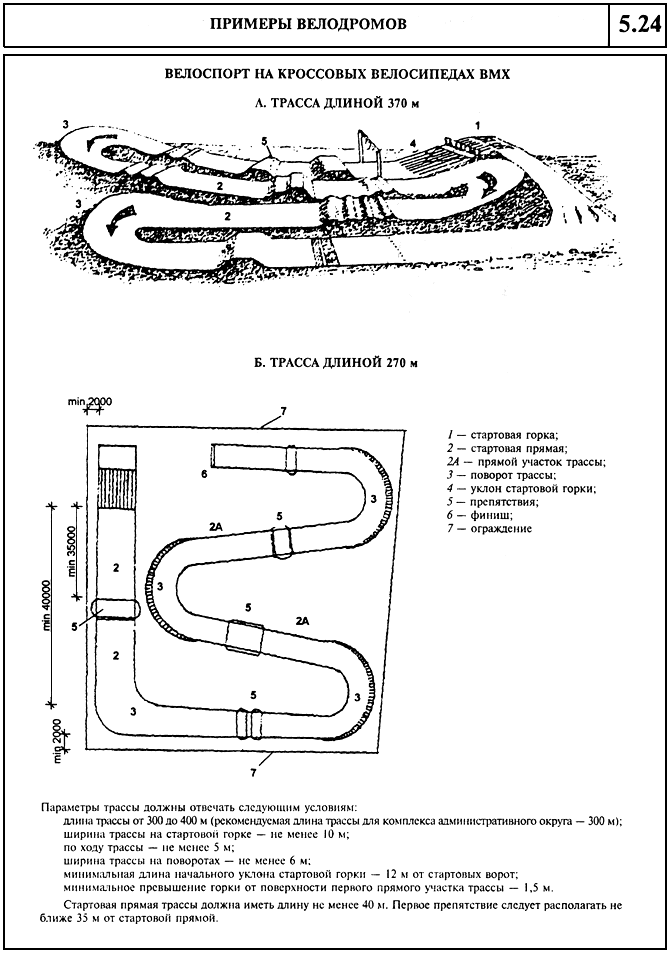 ПРИМЕРЫ ВЕЛОДРОМОВ
5.24
ВЕЛОСПОРТ НА КРОССОВЫХ ВЕЛОСИПЕДАХ ВМХ
А. ТРАССА ДЛИНОЙ 370 м
3
5
4
1
2
3
2
Б. ТРАССА ДЛИНОЙ 270 м
min 2000
7
6
3
5
2А
min 35000
min 40000
2
3
5
5
2А
2
5
3
3
min 2000
7
1 — стартовая горка;
2 — стартовая прямая;
2А — прямой участок трассы;
3 — поворот трассы;
4 — уклон стартовой горки;
5 — препятствия;
6 — финиш;
7 — ограждение
Параметры трассы должны отвечать следующим условиям:
длина трассы от 300 до 400 м (рекомендуемая длина трассы для комплекса административного округа — 300 м);
ширина трассы на стартовой горке — не менее 10 м;
по ходу трассы — не менее 5 м;
ширина трассы на поворотах — не менее 6 м;
минимальная длина начального уклона стартовой горки — 12 м от стартовых ворот;
минимальное превышение горки от поверхности первого прямого участка трассы — 1,5 м.
Стартовая прямая трассы должна иметь длину не менее 40 м. Первое препятствие следует располагать не
ближе 35 м от стартовой прямой.